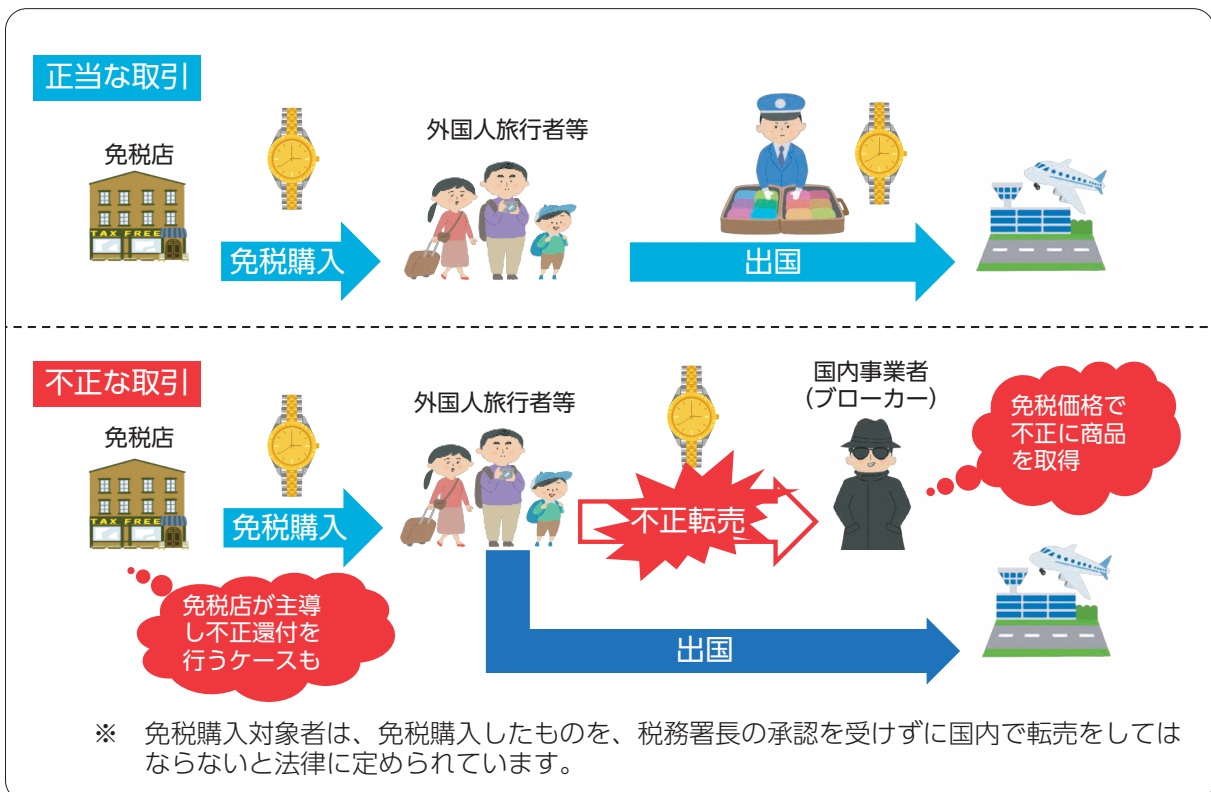 正当な取引
免税店
外国人旅行者等
TAX FREE
免税購入
出国
不正な取引
免税店
外国人旅行者等
国内事業者
(ブローカー)
免税価格で
不正に商品
を取得
TAX FREE
免税購入
不正転売
免税店が主導
し不正還付を
行うケースも
出国
※ 免税購入対象者は、免税購入したものを、税務署長の承認を受けずに国内で転売をしては
ならないと法律に定められています。